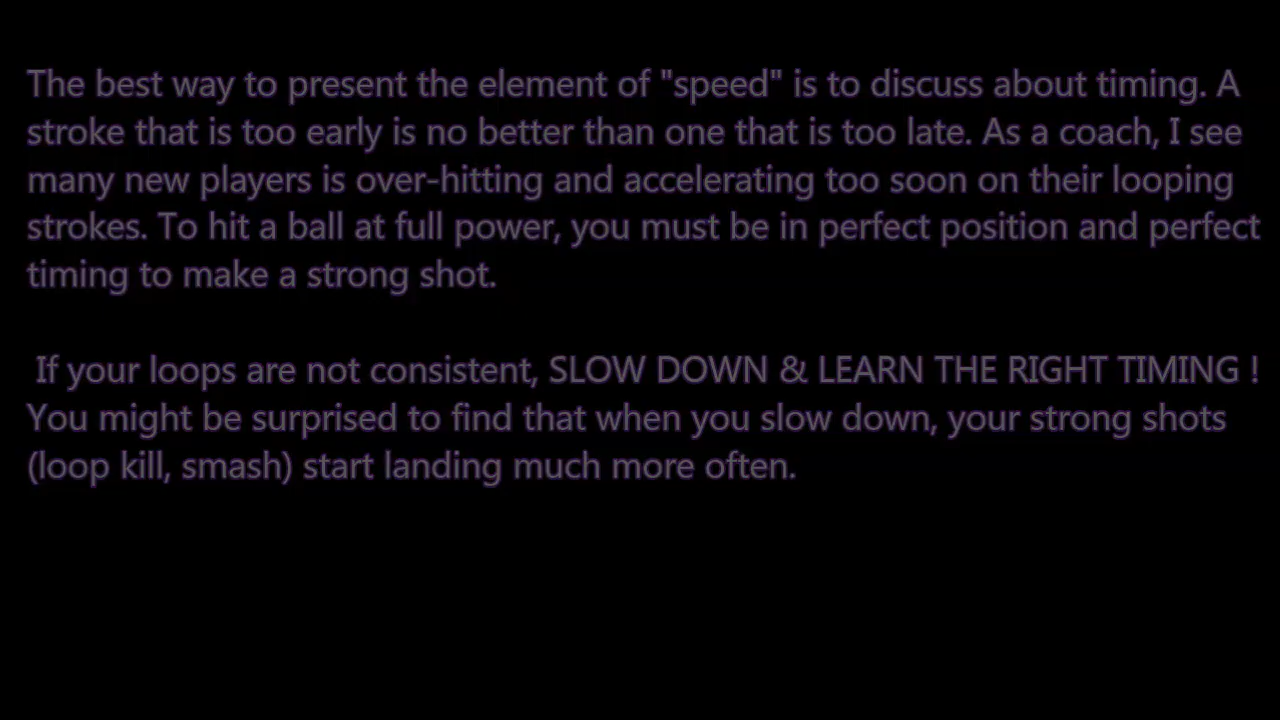 The best way to present the element of "speed" is to discuss about timing. A
stroke that is too early is no better than one that is too late. As a coach, I see
many new players is over-hitting and accelerating too soon on their looping
strokes. To hit a ball at full power, you must be in perfect position and perfect
timing to make a strong shot.
If your loops are not consistent, SLOW DOWN & LEARN THE RIGHT TIMING !
You might be surprised to find that when you slow down, your strong shots
(loop kill, smash) start landing much more often.